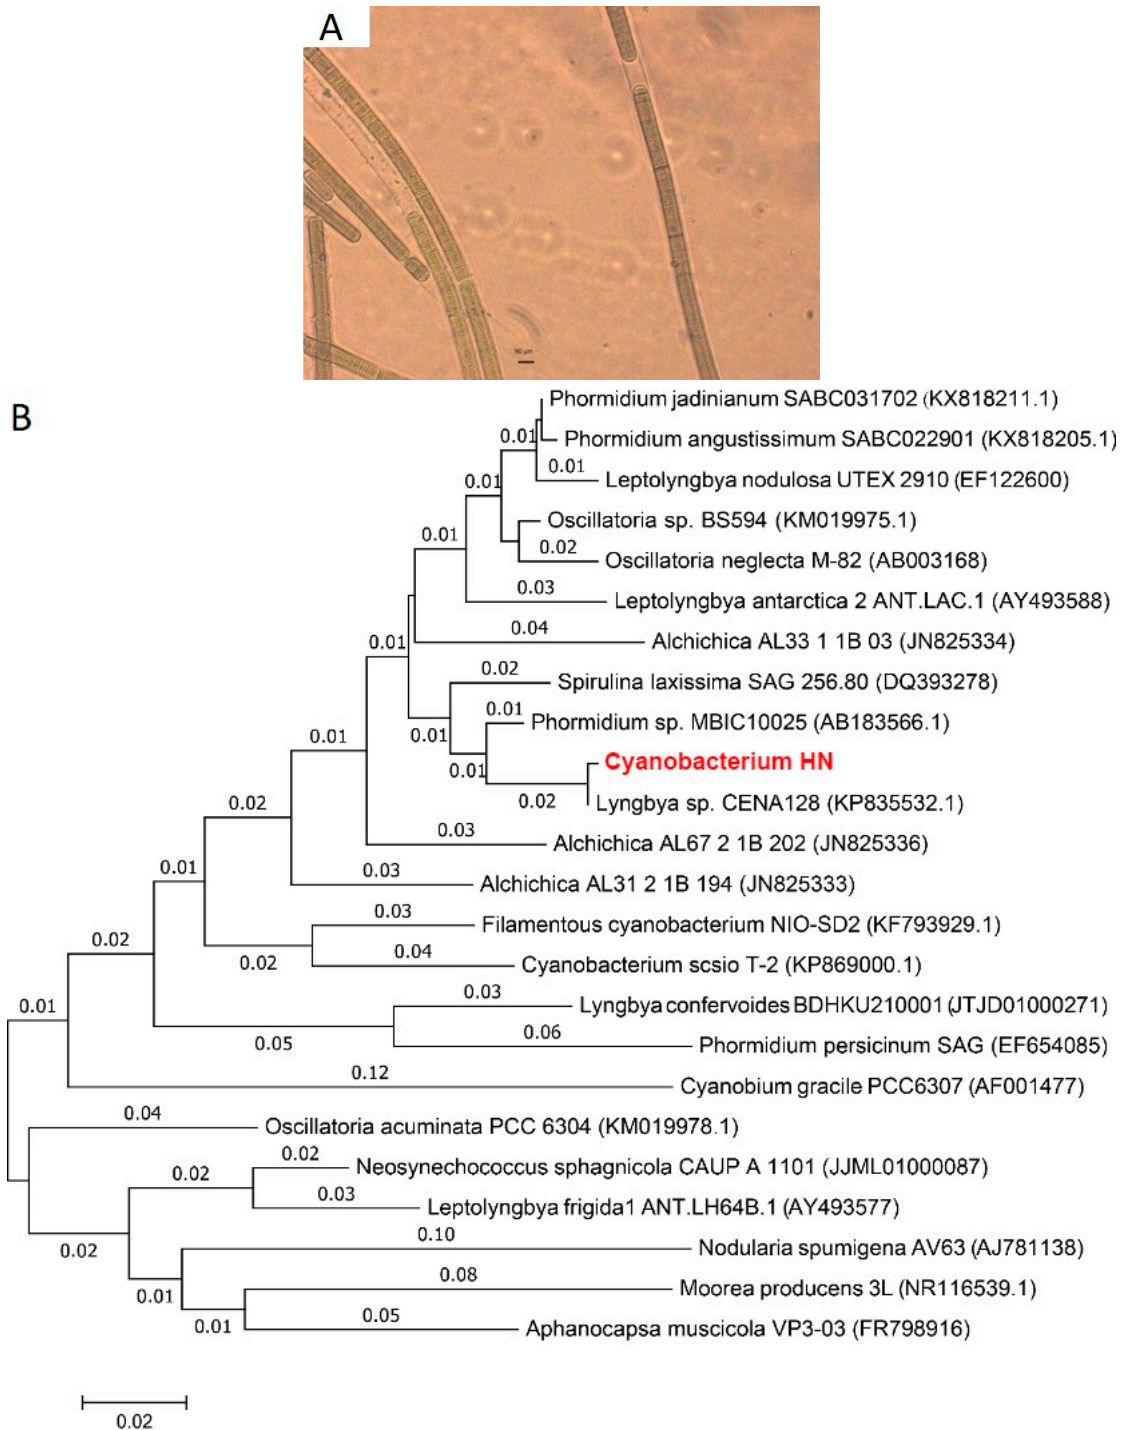 A
50 µm
B
Phormidium jadinianum SABC031702 (KX818211.1)
0.01
Phormidium angustissimum SABC022901 (KX818205.1)
0.01
0.01
Leptolyngbya nodulosa UTEX 2910 (EF122600)
Oscillatoria sp. BS594 (KM019975.1)
0.01
0.02
Oscillatoria neglecta M-82 (AB003168)
0.03
Leptolyngbya antarctica 2 ANT.LAC.1 (AY493588)
0.04
0.01
Alchichica AL33 1 1B 03 (JN825334)
0.02
Spirulina laxissima SAG 256.80 (DQ393278)
0.01
Phormidium sp. MBIC10025 (AB183566.1)
0.01
0.01
0.01
Cyanobacterium HN
0.02
0.02
Lyngbya sp. CENA128 (KP835532.1)
0.03
Alchichica AL67 2 1B 202 (JN825336)
0.01
0.03
Alchichica AL31 2 1B 194 (JN825333)
0.03
Filamentous cyanobacterium NIO-SD2 (KF793929.1)
0.02
0.02
0.04
Cyanobacterium scsio T-2 (KP869000.1)
0.03
0.01
Lyngbya confervoides BDHKU210001 (JTJD01000271)
0.05
0.06
Phormidium persicinum SAG (EF654085)
0.12
Cyanobium gracile PCC6307 (AF001477)
0.04
Oscillatoria acuminata PCC 6304 (KM019978.1)
0.02
0.02
Neosynechococcus sphagnicola CAUP A 1101 (JJML01000087)
0.03
Leptolyngbya frigida1 ANT.LH64B.1 (AY493577)
0.02
0.10
Nodularia spumigena AV63 (AJ781138)
0.01
0.08
Moorea producens 3L (NR116539.1)
0.01
0.05
Aphanocapsa muscicola VP3-03 (FR798916)
0.02